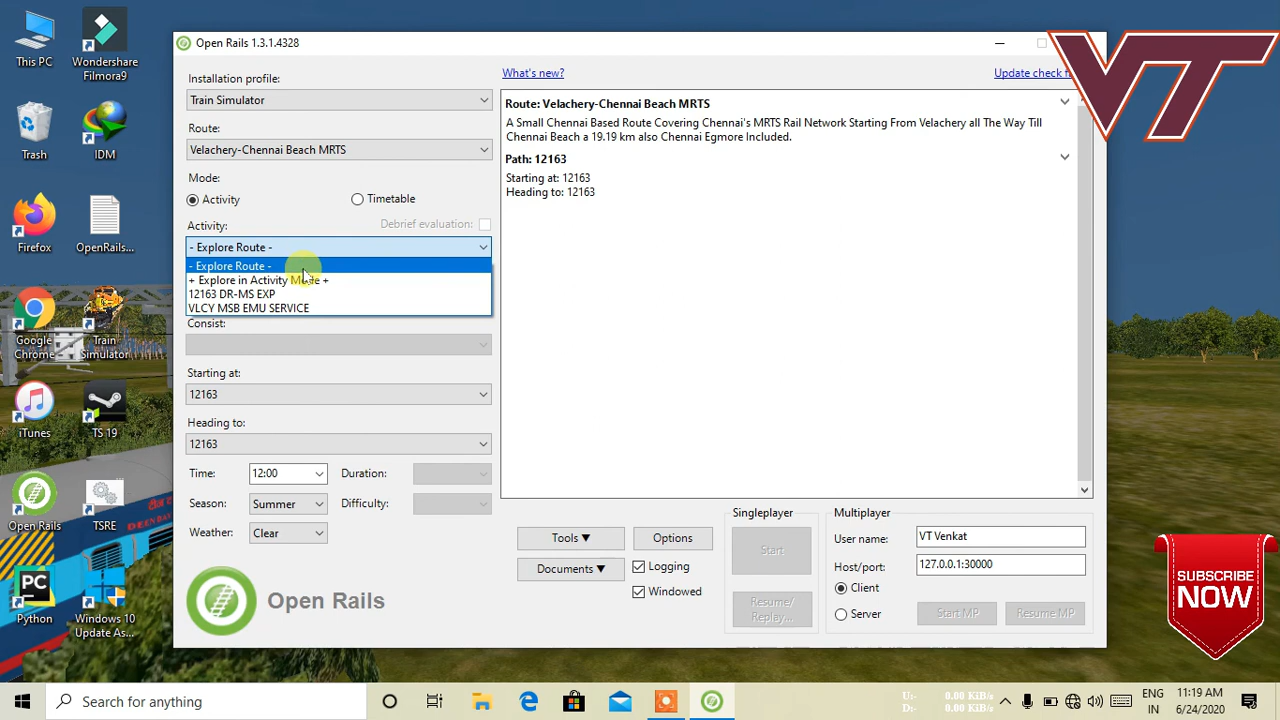 This PC
Wondershare
Filmora9
Trash
IDM
Firefox
OpenRails...
Google
Chrome
Train
Simulator
iTunes
TS 19
Open Rails
TSRE
Python
Windows 10
Update As...
Open Rails 1.3.1.4328
Installation profile:
Train Simulator
Route:
Velachery-Chennai Beach MRTS
Mode:
Activity
Timetable
Activity:
Debrief evaluation:
- Explore Route -
- Explore Route -
+ Explore in Activity Mode +
12163 DR-MS EXP
VLCY MSB EMU SERVICE
Consist:
Starting at:
12163
Heading to:
12163
Time:
12:00
Duration:
Season:
Summer
Difficulty:
Weather:
Clear
Open Rails
What's new?
Update check
Route: Velachery-Chennai Beach MRTS
A Small Chennai Based Route Covering Chennai's MRTS Rail Network Starting From Velachery all The Way Till
Chennai Beach a 19.19 km also Chennai Egmore Included.
Path: 12163
Starting at: 12163
Heading to: 12163
Tools
Options
Documents
Logging
Windowed
Singleplayer
Start
Resume/
Replay...
Multiplayer
User name:
VT Venkat
Host/port:
127.0.0.1:30000
Client
Server
Start MP
Resume MP
VT
SUBSCRIBE
NOW
Search for anything
U:- 0.00 KiB/s
D:- 0.00 KiB/s
ENG
IN
11:19 AM
6/24/2020